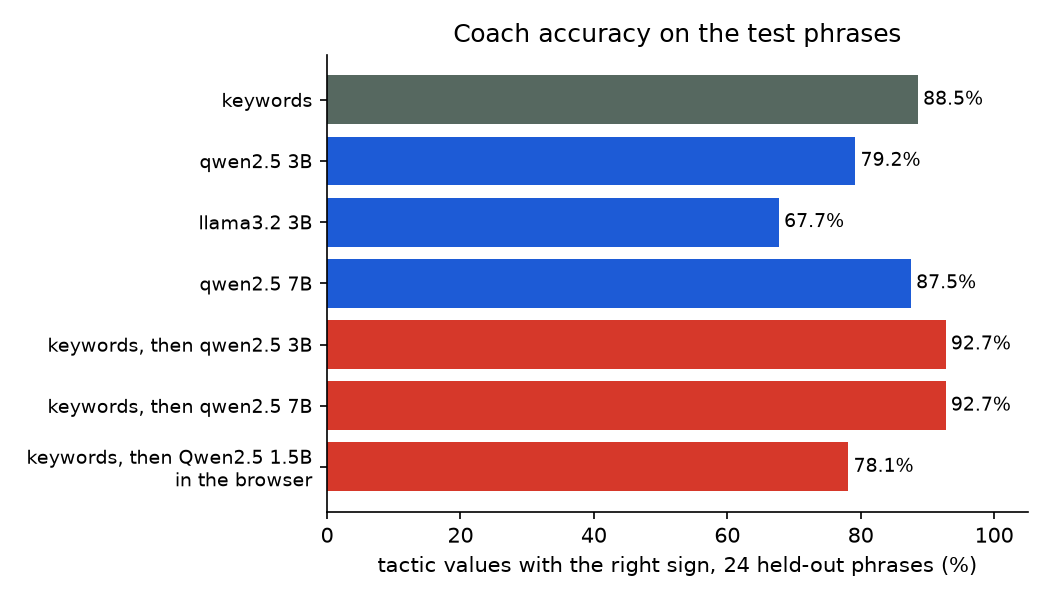 Coach accuracy on the test phrases
keywords
88.5%
qwen2.5 3B
79.2%
llama3.2 3B
67.7%
qwen2.5 7B
87.5%
keywords, then qwen2.5 3B
92.7%
keywords, then qwen2.5 7B
92.7%
keywords, then Qwen2.5 1.5B
in the browser
78.1%
0 20 40 60 80 100
tactic values with the right sign, 24 held-out phrases (%)